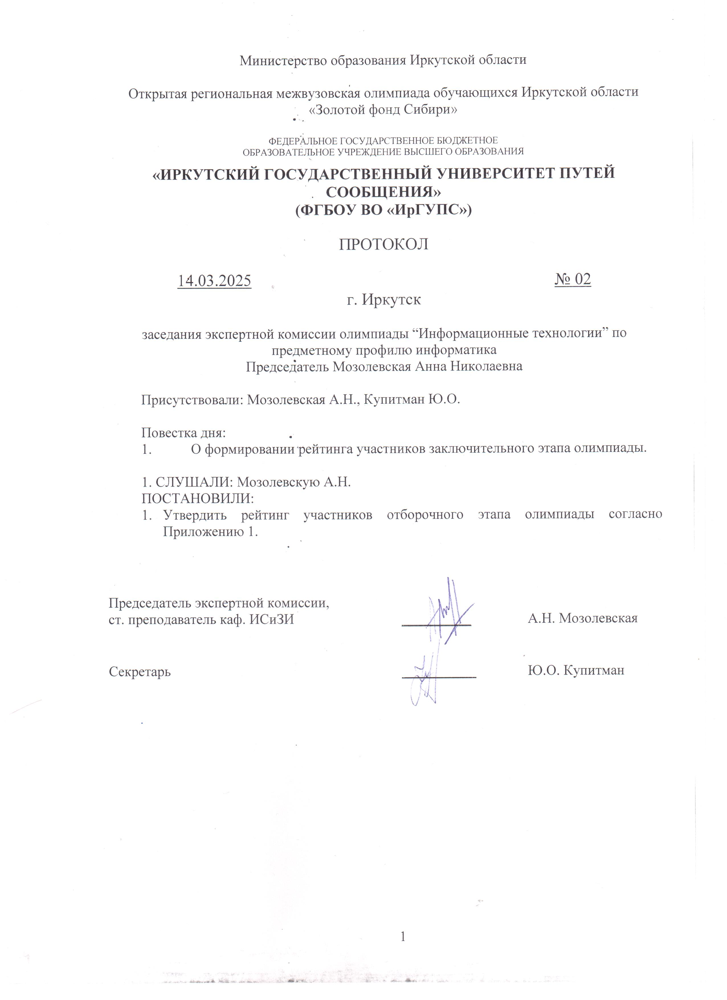 Министерство образования Иркутской области
Открытая региональная межвузовская олимпиада обучающихся Иркутской области
«Золотой фонд Сибири»
ФЕДЕРАЛЬНОЕ ГОСУДАРСТВЕННОЕ БЮДЖЕТНОЕ
ОБРАЗОВАТЕЛЬНОЕ УЧРЕЖДЕНИЕ ВЫСШЕГО ОБРАЗОВАНИЯ
«ИРКУТСКИЙ ГОСУДАРСТВЕННЫЙ УНИВЕРСИТЕТ ПУТЕЙ
СООБЩЕНИЯ»
(ФГБОУ ВО «ИрГУПС»)
ПРОТОКОЛ
14.03.2025 № 02
г. Иркутск
заседания экспертной комиссии олимпиады “Информационные технологии” по
предметному профилю информатика
Председатель Мозолевская Анна Николаевна
Присутствовали: Мозолевская А.Н., Купитман Ю.О.
Повестка дня:
1. О формировании рейтинга участников заключительного этапа олимпиады.
1. СЛУШАЛИ: Мозолевскую А.Н.
ПОСТАНОВИЛИ:
1. Утвердить рейтинг участников отборочного этапа олимпиады согласно
Приложению 1.
Председатель экспертной комиссии,
ст. преподаватель каф. ИСиЗИ А.Н. Мозолевская
Секретарь Ю.О. Купитман
1